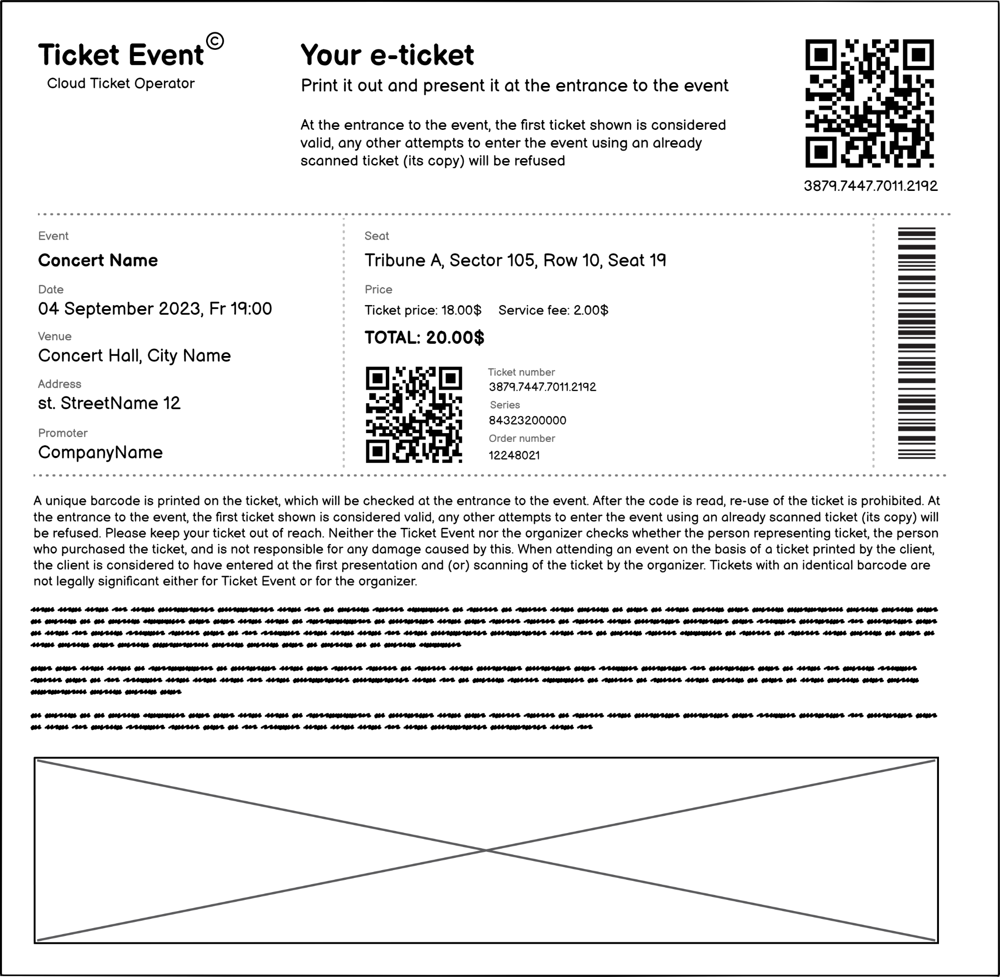 Ticket Event©
Cloud Ticket Operator
Your e-ticket
Print it out and present it at the entrance to the event
At the entrance to the event, the first ticket shown is considered
valid, any other attempts to enter the event using an already
scanned ticket (its copy) will be refused
3879.7447.7011.2192
Event
Concert Name
Date
04 September 2023, Fr 19:00
Venue
Concert Hall, City Name
Address
st. StreetName 12
Promoter
CompanyName
Seat
Tribune A, Sector 105, Row 10, Seat 19
Price
Ticket price: 18.00$ Service fee: 2.00$
TOTAL: 20.00$
Ticket number
3879.7447.7011.2192
Series
84323200000
Order number
12248021
A unique barcode is printed on the ticket, which will be checked at the entrance to the event. After the code is read, re-use of the ticket is prohibited. At
the entrance to the event, the first ticket shown is considered valid, any other attempts to enter the event using an already scanned ticket (its copy) will
be refused. Please keep your ticket out of reach. Neither the Ticket Event nor the organizer checks whether the person representing ticket, the person
who purchased the ticket, and is not responsible for any damage caused by this. When attending an event on the basis of a ticket printed by the client,
the client is considered to have entered at the first presentation and (or) scanning of the ticket by the organizer. Tickets with an identical barcode are
not legally significant either for Ticket Event or for the organizer.